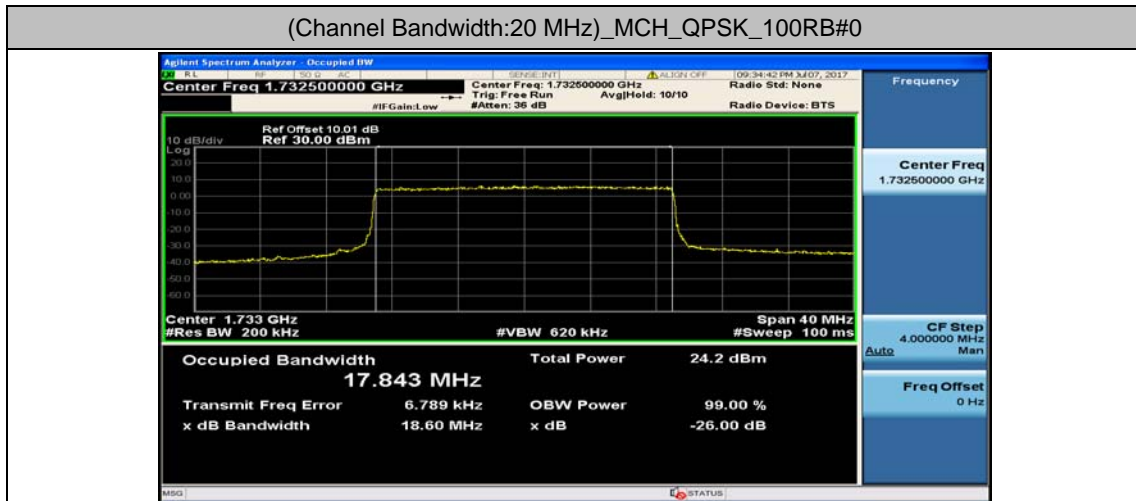 (Channel Bandwidth:20 MHz)_MCH_QPSK_100RB#0
Agilent Spectrum Analyzer - Occupied BW
RL RF 50 Ω AC SENSE:INT ALIGN OFF 09:34:42 PM Jul 07, 2017
Center Freq 1.732500000 GHz
Center Freq: 1.732500000 GHz
Radio Std: None
Trig: Free Run Avg|Hold: 10/10
#IFGain:Low #Atten: 36 dB Radio Device: BTS
Ref Offset 10.01 dB
10 dB/div Ref 30.00 dBm
Log
20.0
10.0
0.00
-10.0
-20.0
-30.0
-40.0
-50.0
-60.0
Center 1.733 GHz Span 40 MHz
#Res BW 200 kHz #VBW 620 kHz #Sweep 100 ms
Occupied Bandwidth Total Power 24.2 dBm
17.843 MHz
Transmit Freq Error 6.789 kHz OBW Power 99.00 %
x dB Bandwidth 18.60 MHz x dB -26.00 dB
MSG STATUS
Frequency
Center Freq
1.732500000 GHz
CF Step
4.000000 MHz
Auto Man
Freq Offset
0 Hz